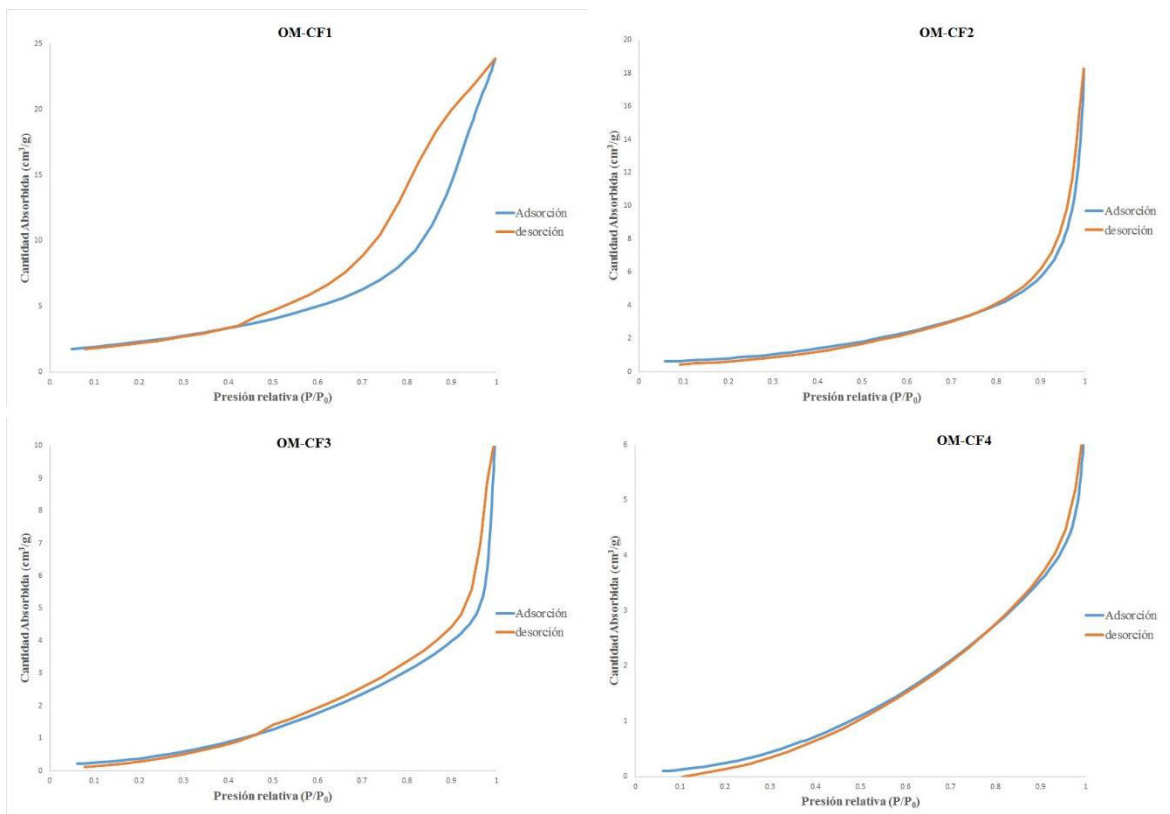 OM-CF1
25
20
15
10
5
0
Cantidad Absorbida (cm³/g)
0 0.1 0.2 0.3 0.4 0.5 0.6 0.7 0.8 0.9 1
Presión relativa (P/P₀)
Adsorción
desorción
OM-CF2
20
18
16
14
12
10
8
6
4
2
0
Cantidad Absorbida (cm³/g)
0 0.1 0.2 0.3 0.4 0.5 0.6 0.7 0.8 0.9 1
Presión relativa (P/P₀)
Adsorción
desorción
OM-CF3
10
9
8
7
6
5
4
3
2
1
0
Cantidad Absorbida (cm³/g)
0 0.1 0.2 0.3 0.4 0.5 0.6 0.7 0.8 0.9 1
Presión relativa (P/P₀)
Adsorción
desorción
OM-CF4
6
5
4
3
2
1
0
Cantidad Absorbida (cm³/g)
0 0.1 0.2 0.3 0.4 0.5 0.6 0.7 0.8 0.9 1
Presión relativa (P/P₀)
Adsorción
desorción